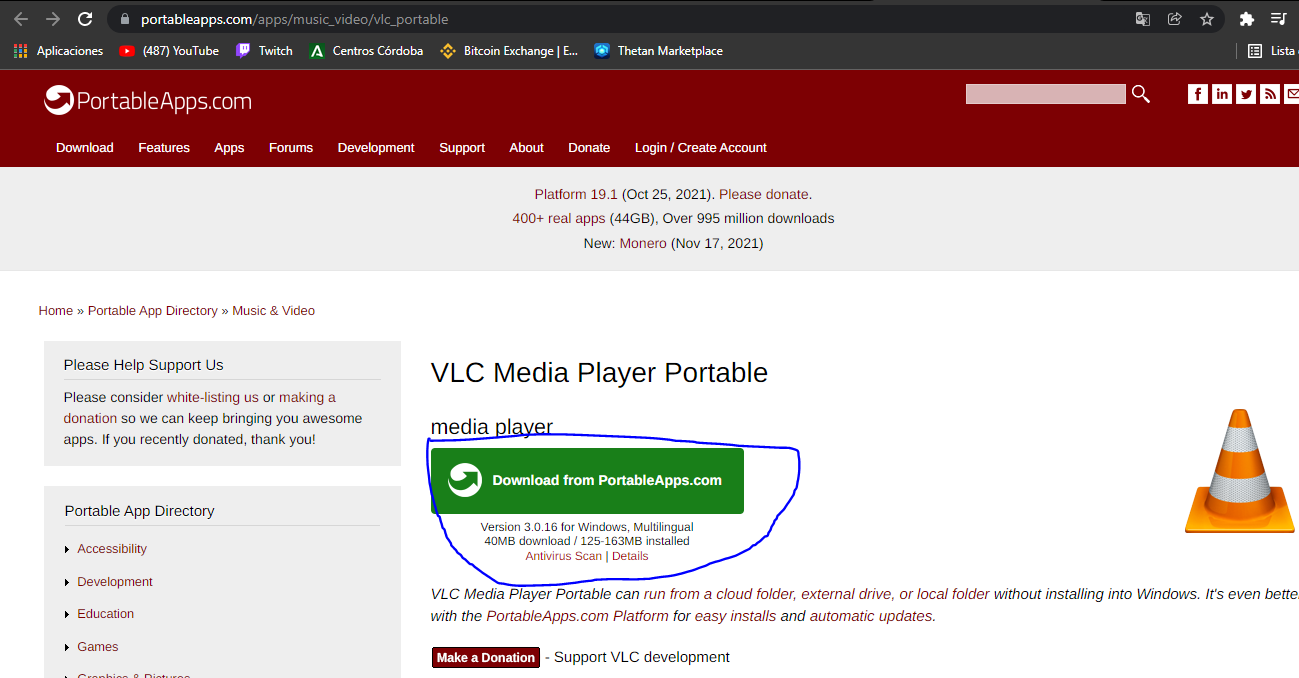 portableapps.com/apps/music_video/vlc_portable
Aplicaciones (487) YouTube Twitch Centros Córdoba Bitcoin Exchange | E... Thetan Marketplace Lista
PortableApps.com
Download Features Apps Forums Development Support About Donate Login / Create Account
Platform 19.1 (Oct 25, 2021). Please donate.
400+ real apps (44GB), Over 995 million downloads
New: Monero (Nov 17, 2021)
Home » Portable App Directory » Music & Video
Please Help Support Us
Please consider white-listing us or making a
donation so we can keep bringing you awesome
apps. If you recently donated, thank you!
Portable App Directory
Accessibility
Development
Education
Games
Graphics & Pictures
VLC Media Player Portable
media player
Download from PortableApps.com
Version 3.0.16 for Windows, Multilingual
40MB download / 125-163MB installed
Antivirus Scan | Details
VLC Media Player Portable can run from a cloud folder, external drive, or local folder without installing into Windows. It's even bette
with the PortableApps.com Platform for easy installs and automatic updates.
Make a Donation - Support VLC development